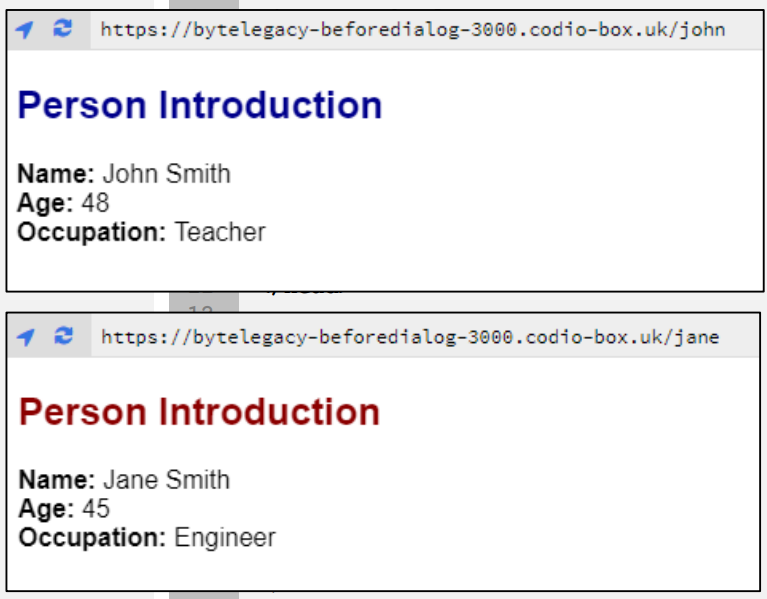 https://bytelegacy-beforedialog-3000.codio-box.uk/john
Person Introduction
Name: John Smith
Age: 48
Occupation: Teacher
https://bytelegacy-beforedialog-3000.codio-box.uk/jane
Person Introduction
Name: Jane Smith
Age: 45
Occupation: Engineer